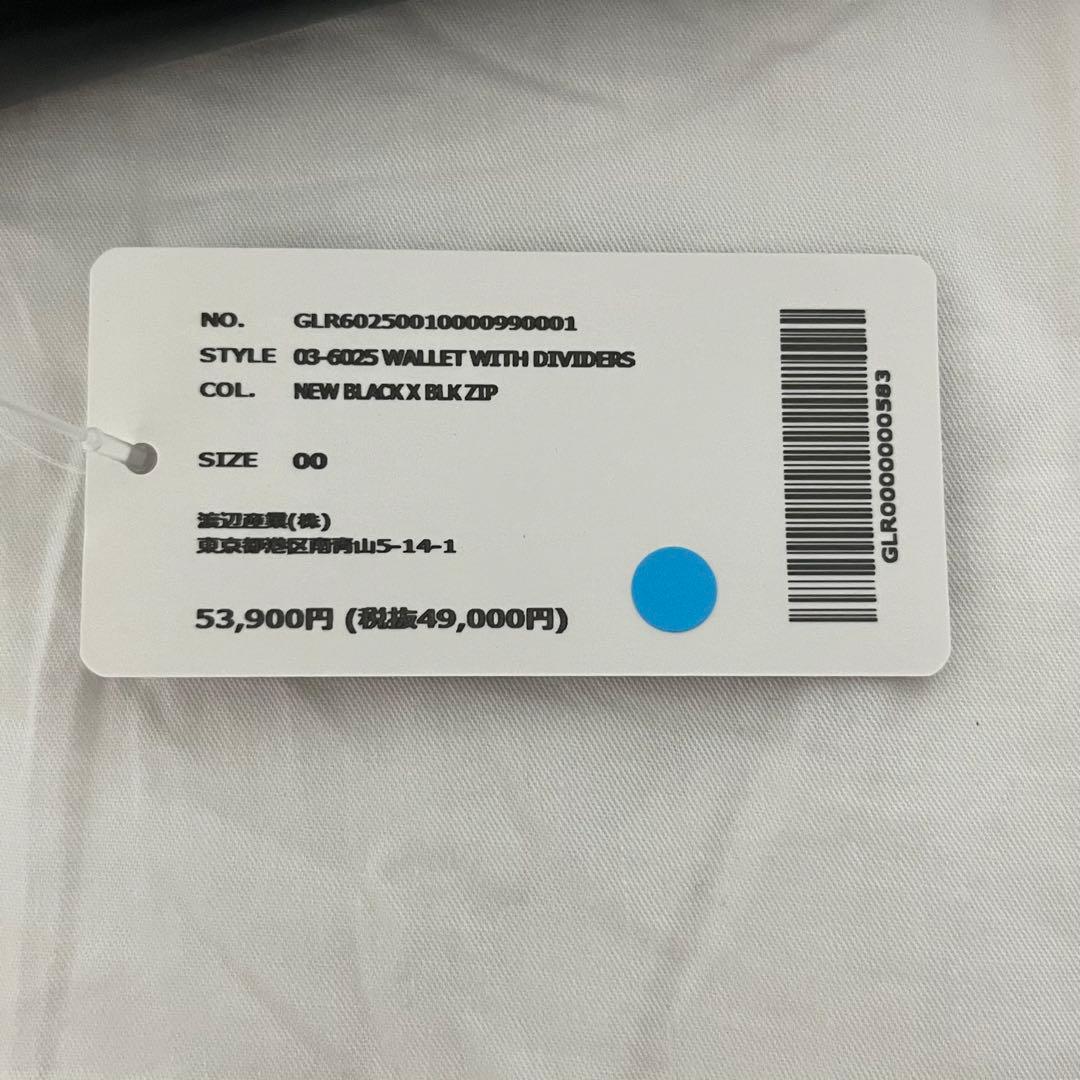 NO. GLR60250010000990001
STYLE 03-6025 WALLET WITH DIVIDERS
COL. NEW BLACK X BLK ZIP
SIZE 00
渡辺産業(株)
東京都港区南青山5-14-1
53,900円 (税抜49,000円)
GLR0000000583